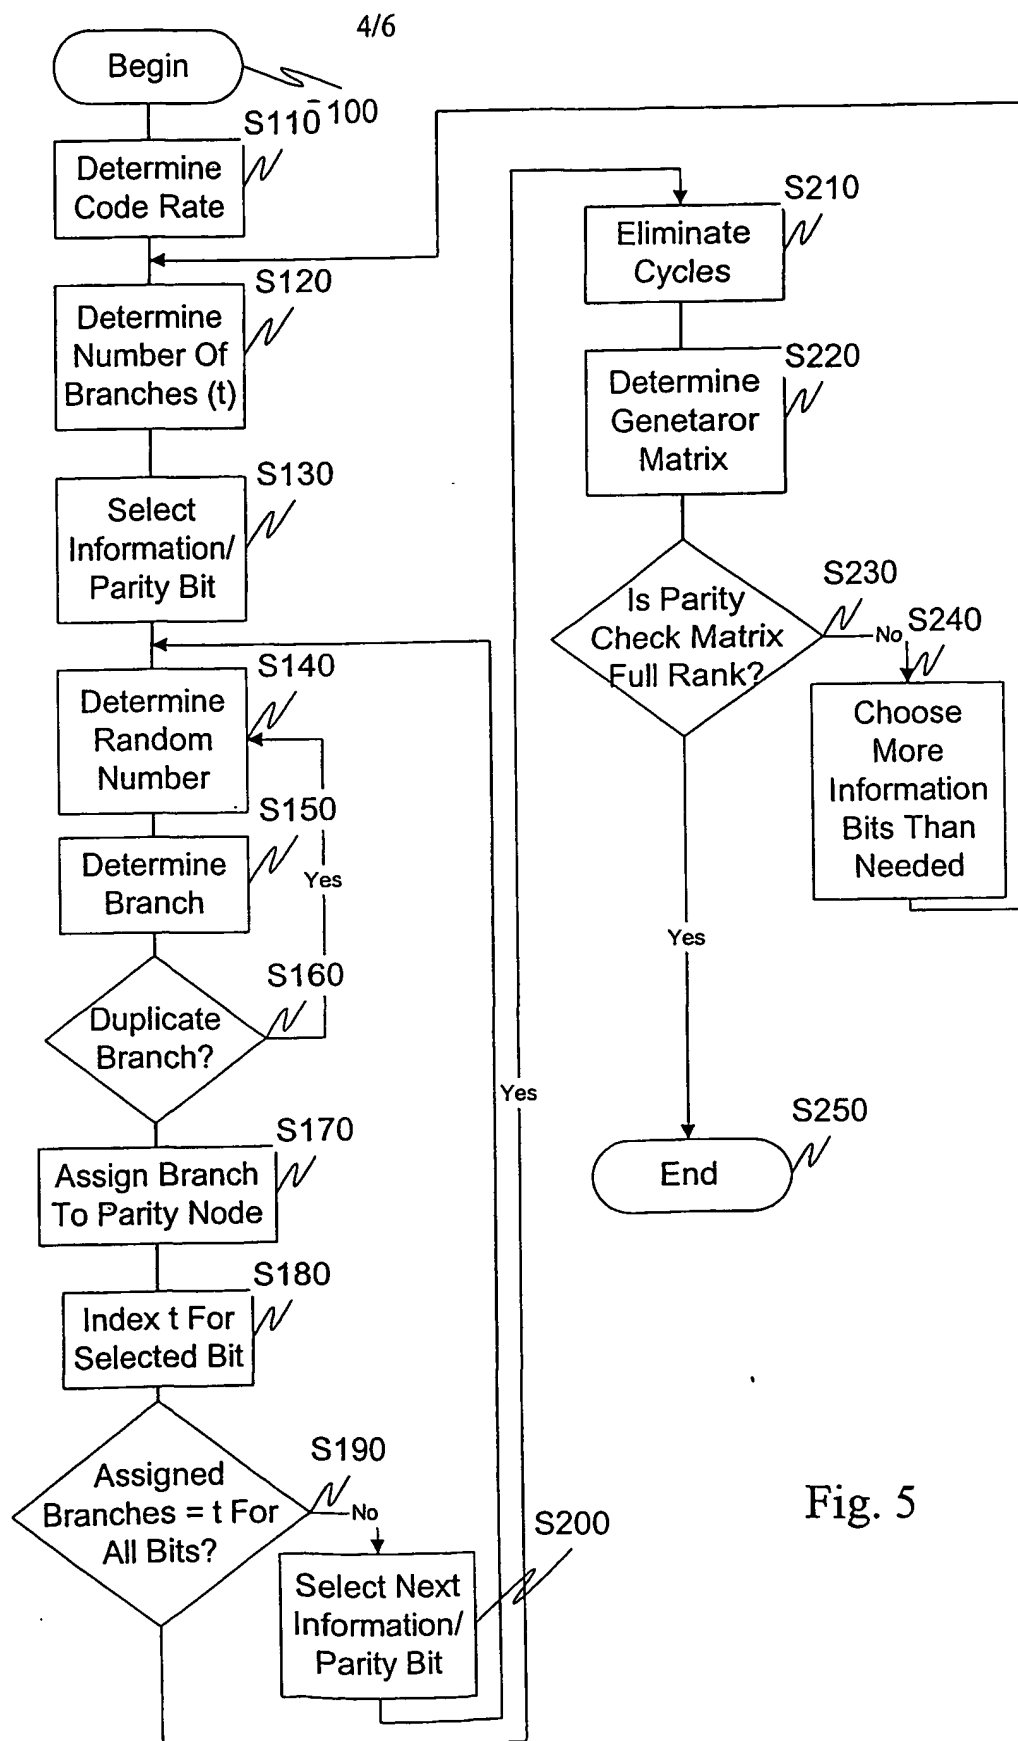 4/6
Begin
100
S110
Determine
Code Rate
S120
Determine
Number Of
Branches (t)
S130
Select
Information/
Parity Bit
S140
Determine
Random
Number
S150
Determine
Branch
Yes
S160
Duplicate
Branch?
S170
Assign Branch
To Parity Node
S180
Index t For
Selected Bit
S190
Assigned
Branches = t For
All Bits?
No
S200
Select Next
Information/
Parity Bit
Yes
S210
Eliminate
Cycles
S220
Determine
Genetaror
Matrix
S230
Is Parity
Check Matrix
Full Rank?
No
S240
Choose
More
Information
Bits Than
Needed
Yes
S250
End
Fig. 5